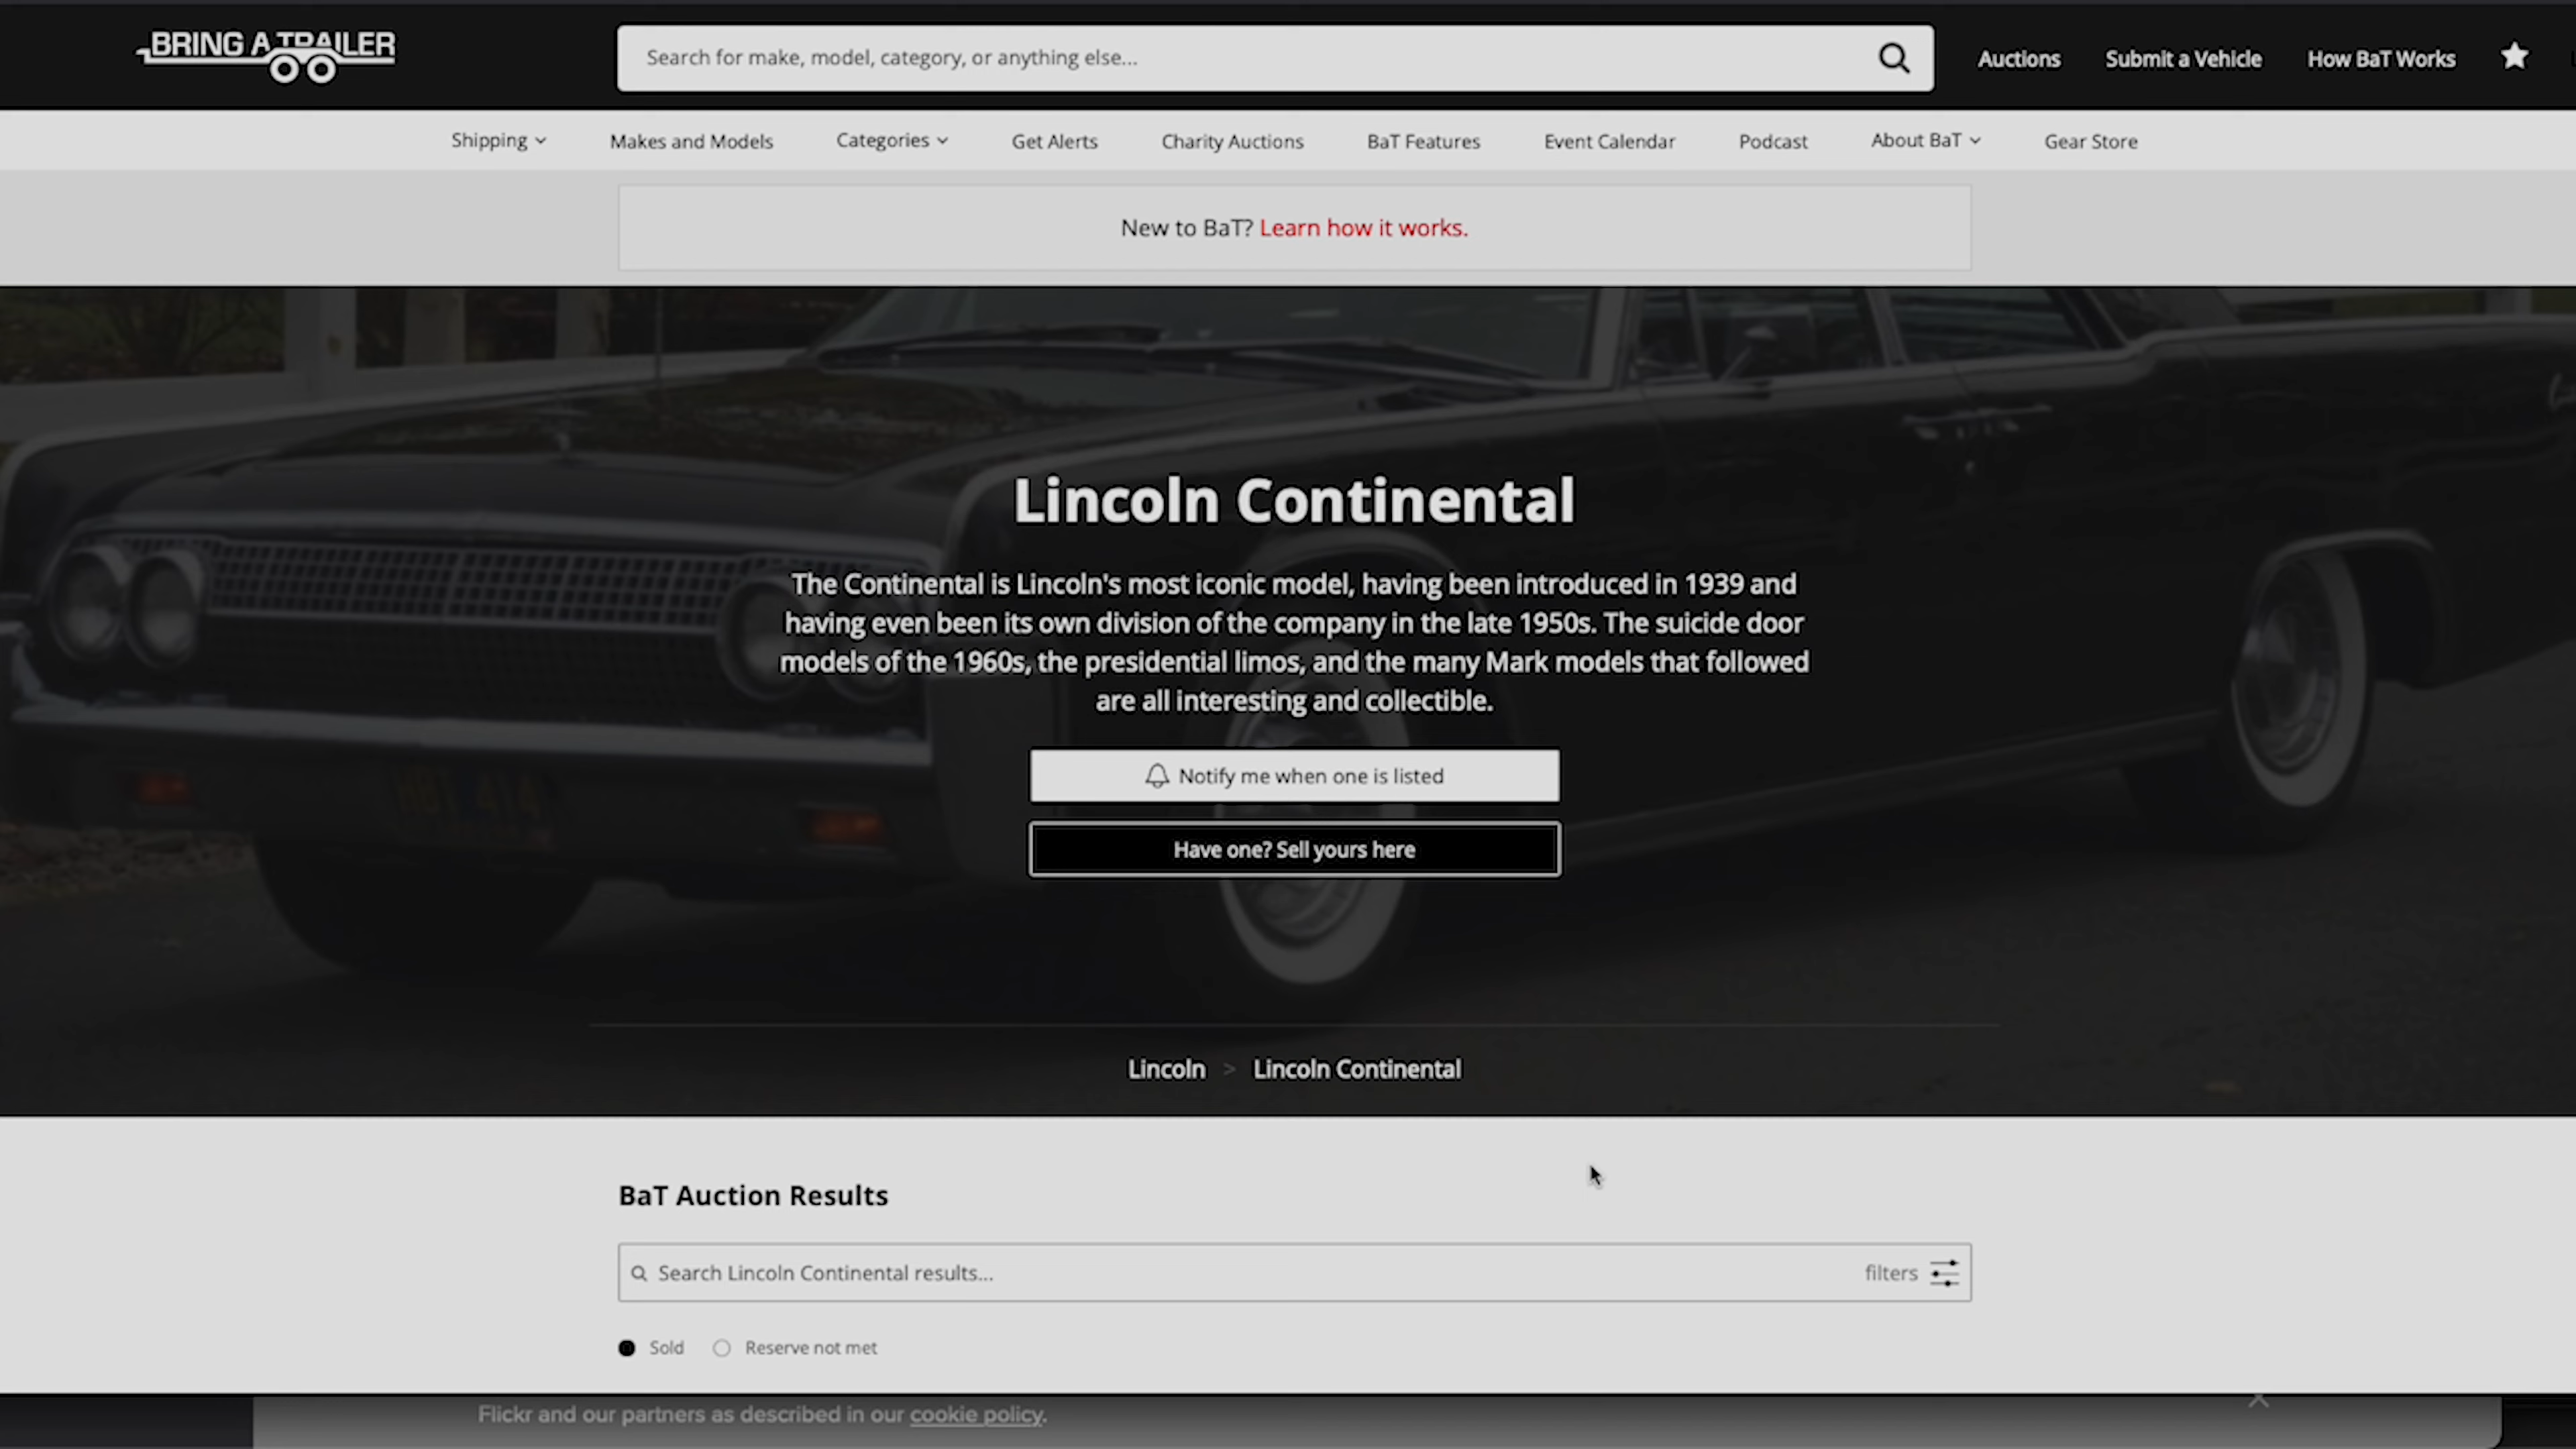 BRING A TRAILER
Search for make, model, category, or anything else...
Auctions
Submit a Vehicle
How BaT Works
Shipping
Makes and Models
Categories
Get Alerts
Charity Auctions
BaT Features
Event Calendar
Podcast
About BaT
Gear Store
New to BaT? Learn how it works.
Lincoln Continental
The Continental is Lincoln's most iconic model, having been introduced in 1939 and
having even been its own division of the company in the late 1950s. The suicide door
models of the 1960s, the presidential limos, and the many Mark models that followed
are all interesting and collectible.
Notify me when one is listed
Have one? Sell yours here
Lincoln > Lincoln Continental
BaT Auction Results
Search Lincoln Continental results...
filters
Sold
Reserve not met
Flickr and our partners as described in our cookie policy.